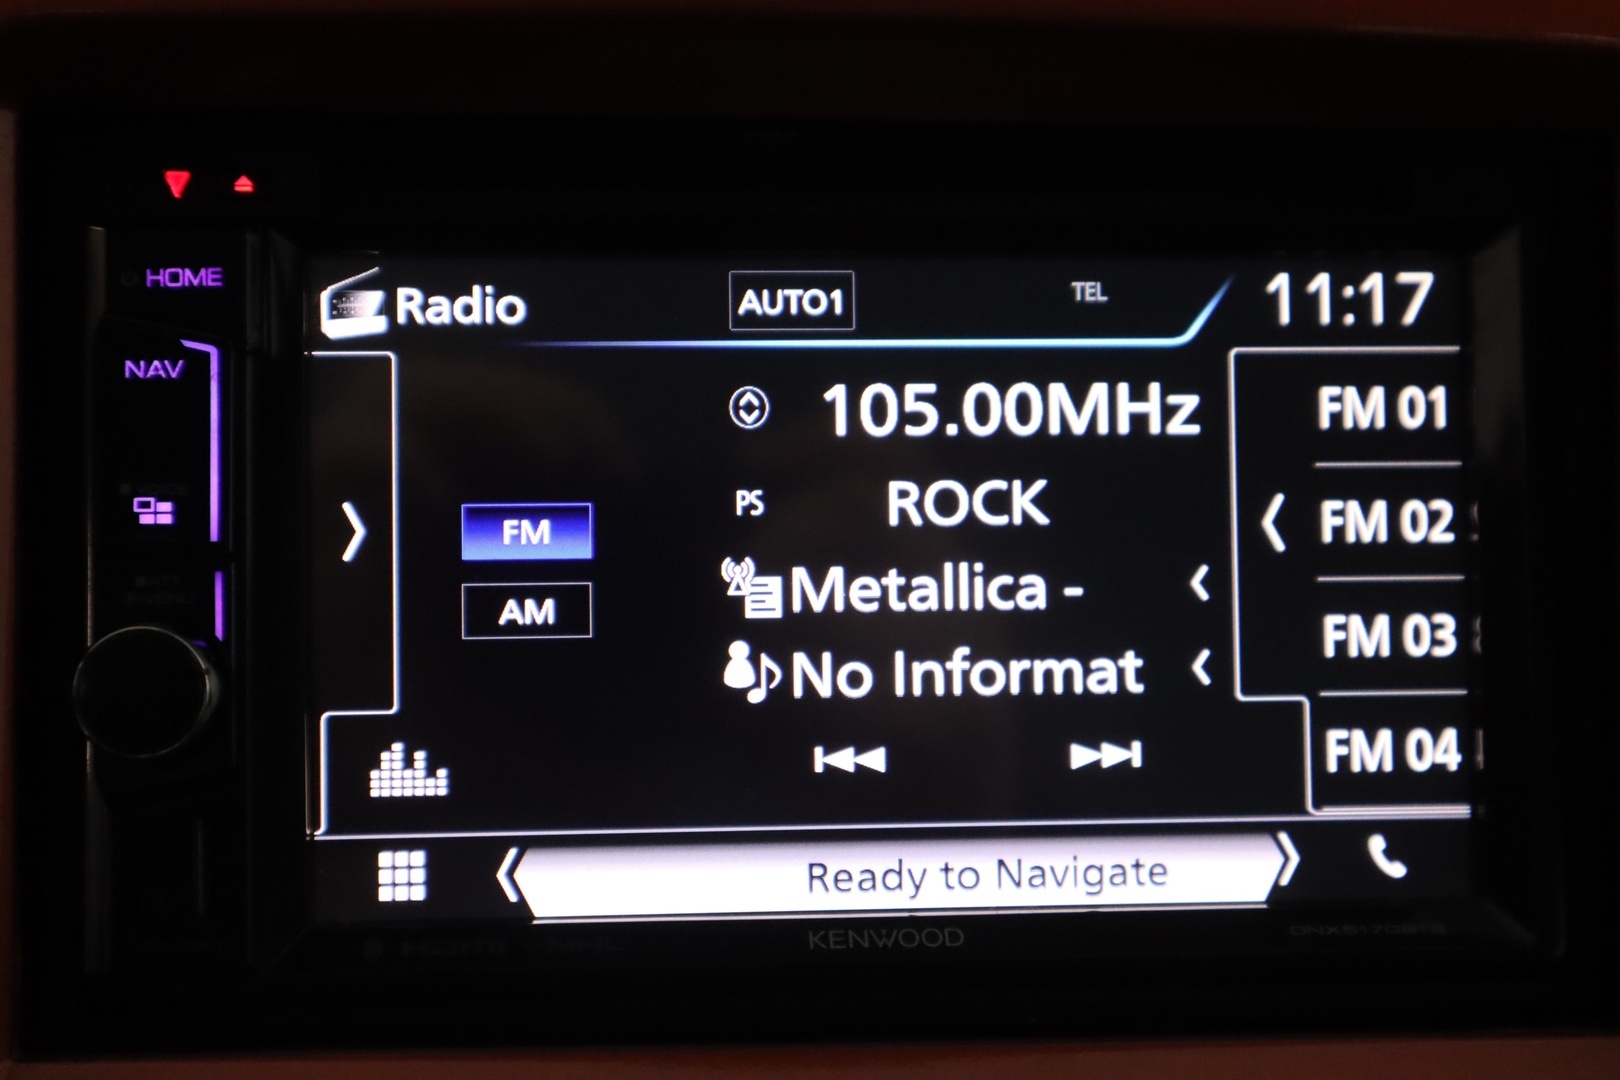 HOME
NAV
Radio
AUTO1
TEL
11:17
105.00MHz
PS
ROCK
Metallica -
No Informat
FM
AM
FM 01
FM 02
FM 03
FM 04
Ready to Navigate
KENWOOD